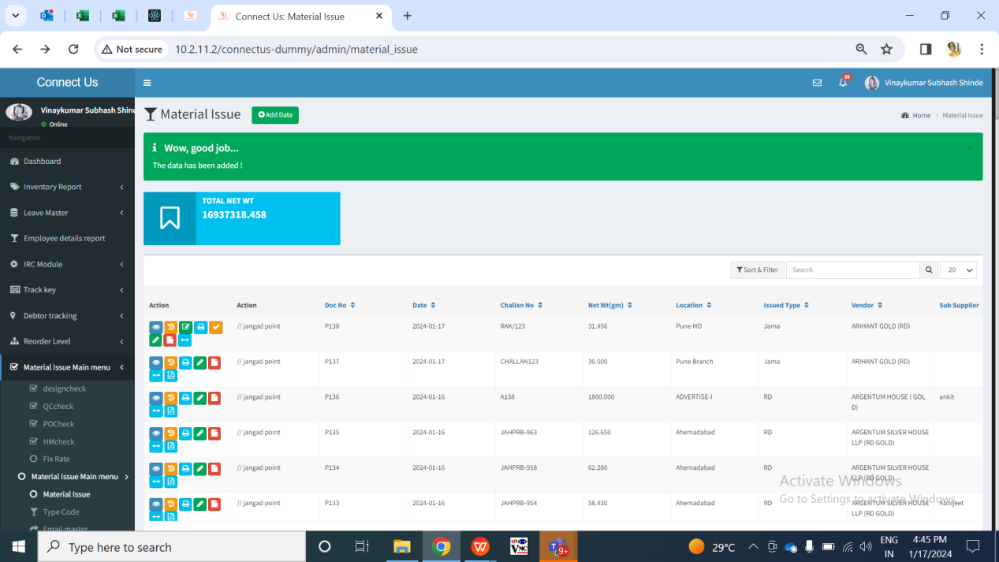 Connect Us: Material Issue
Not secure
10.2.11.2/connectus-dummy/admin/material_issue
Connect Us
26
Vinaykumar Subhash Shinde
Vinaykumar Subhash Shind
Online
Navigation
Dashboard
Inventory Report
Leave Master
Employee details report
IRC Module
Track key
Debtor tracking
Reorder Level
Material Issue Main menu
designcheck
QCcheck
POCheck
HMcheck
Fix Rate
Material Issue Main menu
Material Issue
Type Code
Email master
Material Issue
Add Data
Home > Material Issue
Wow, good job...
The data has been added !
×
TOTAL NET WT
16937318.458
Sort & Filter
Search
20
Action Action Doc No Date Challan No Net Wt(gm) Location Issued Type Vendor Sub Supplier
// jangad point P138 2024-01-17 RAK/123 31.456 Pune HO Jama ARIHANT GOLD (RD)
// jangad point P137 2024-01-17 CHALLAN123 30.500 Pune Branch Jama ARIHANT GOLD (RD)
// jangad point P136 2024-01-16 A158 1800.000 ADVERTISE-I RD ARGENTUM HOUSE ( GOL ankit
D)
// jangad point P135 2024-01-16 JAHPRB-963 126.650 Ahemadabad RD ARGENTUM SILVER HOUSE
LLP (RD GOLD)
// jangad point P134 2024-01-16 JAHPRB-958 62.280 Ahemadabad RD ARGENTUM SILVER HOUSE
LLP (RD GOLD)
// jangad point P133 2024-01-16 JAHPRB-954 58.430 Ahemadabad RD ARGENTUM SILVER HOUSE Abhijeet
LLP (RD GOLD)
Activate Windows
Go to Settings to activate Windows.
Type here to search
9+
29°C
ENG
IN
4:45 PM
1/17/2024